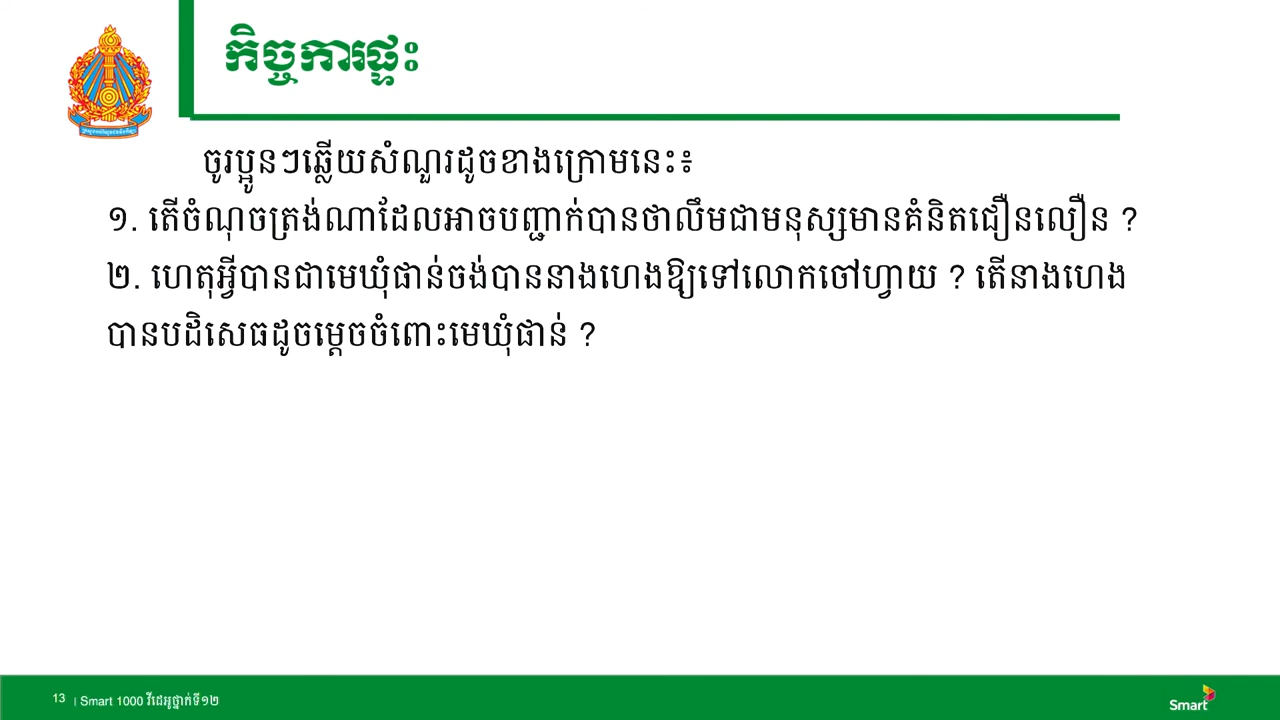 កិច្ចការផ្ទះ
ចូរប្អូនៗឆ្លើយសំណួរដូចខាងក្រោមនេះ៖
១. តើចំណុចត្រង់ណាដែលអាចបញ្ជាក់បានថាលឹមជាមនុស្សមានគំនិតជឿនលឿន ?
២. ហេតុអ្វីបានជាមេឃុំផាន់ចង់បាននាងហេងឱ្យទៅលោកចៅហ្វាយ ? តើនាងហេង
បានបដិសេធដូចម្ដេចចំពោះមេឃុំផាន់ ?
13 | Smart 1000 វីដេអូថ្នាក់ទី១២
Smart